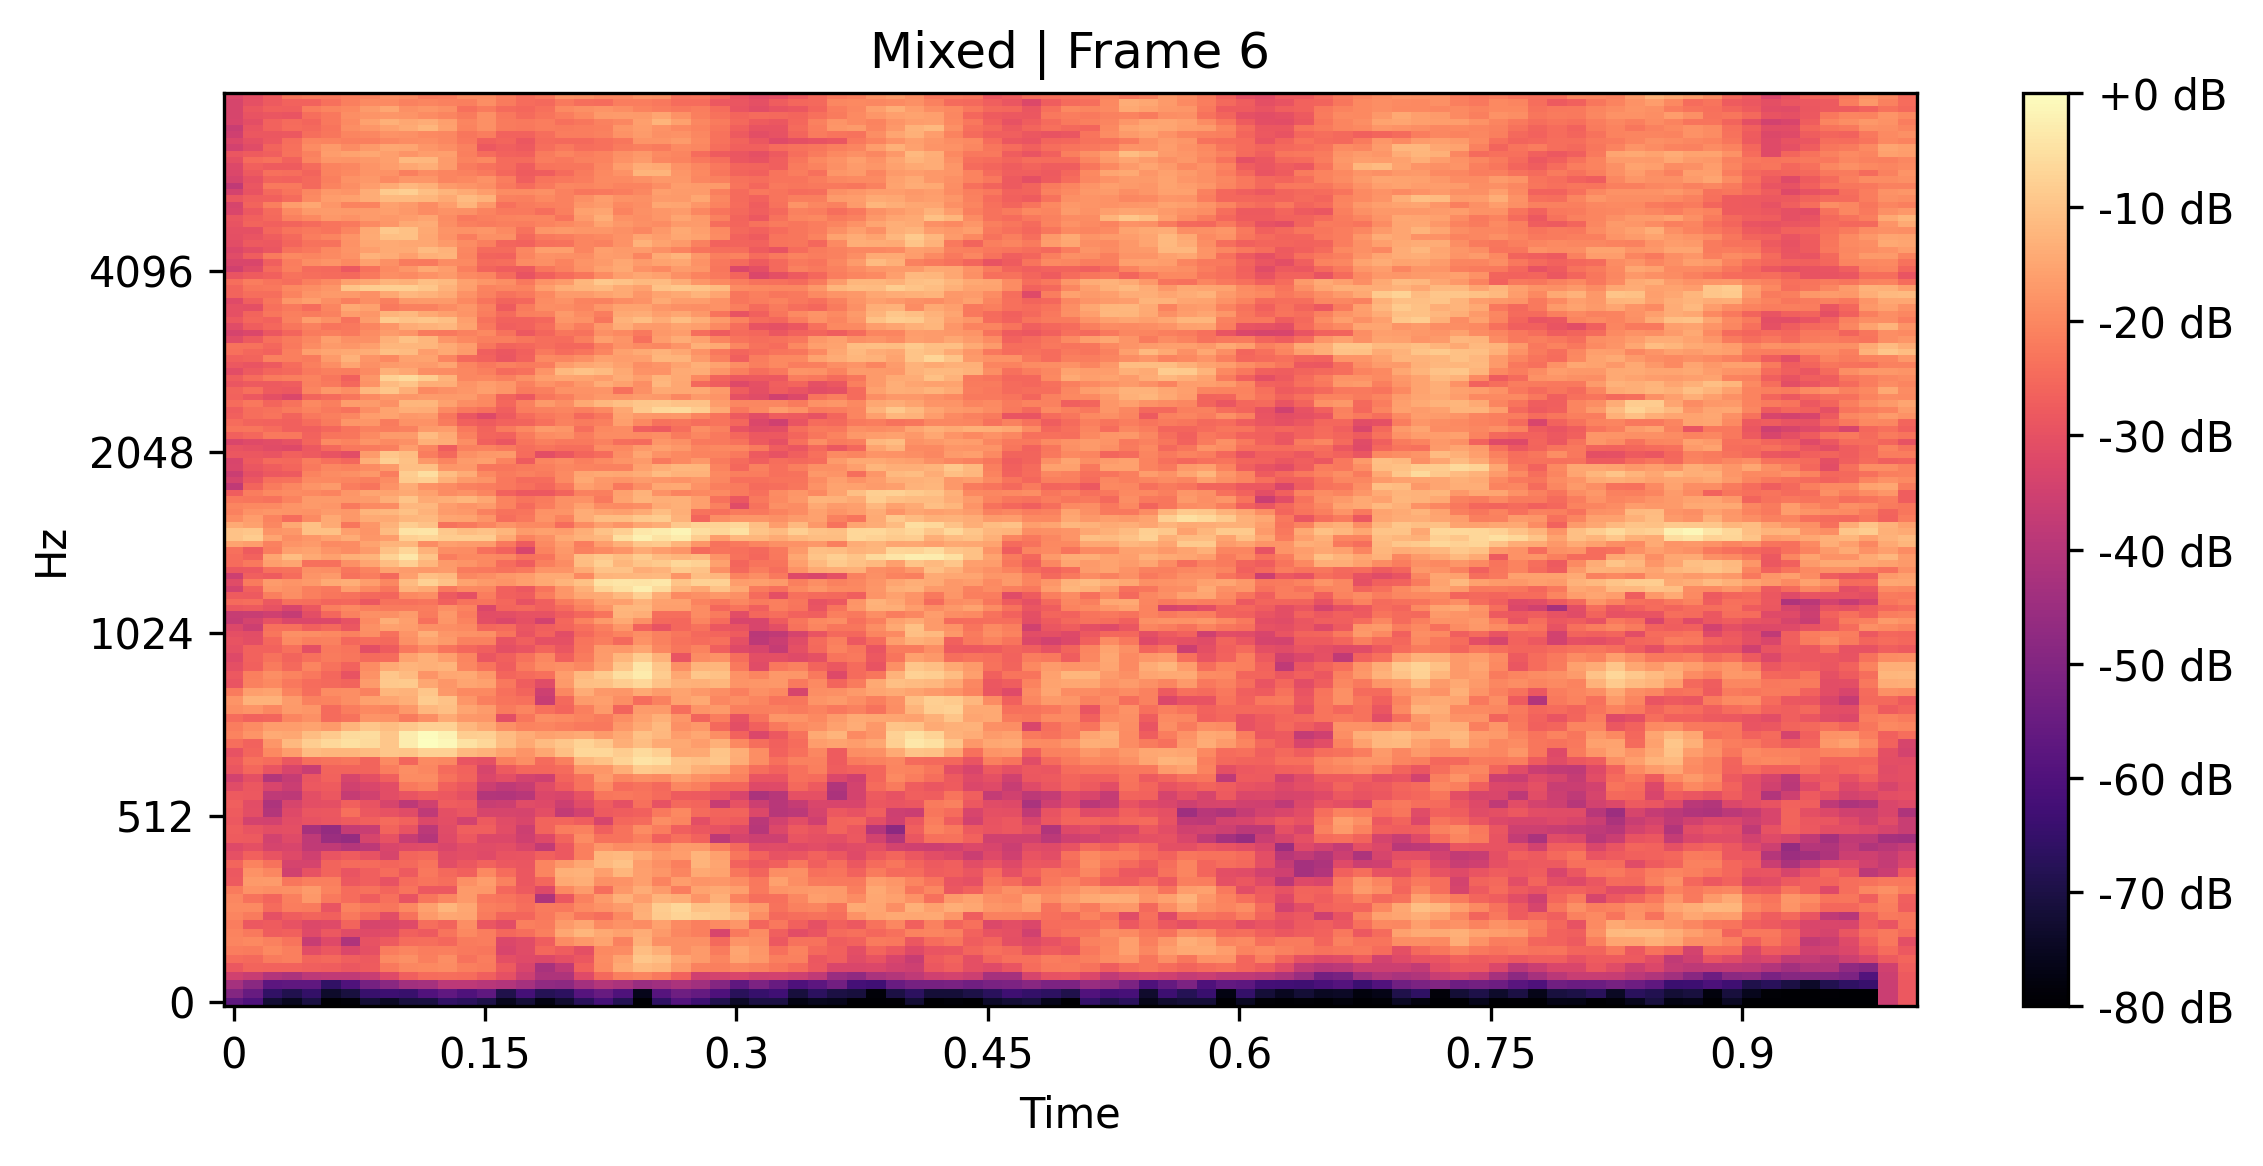 Mixed | Frame 6
+0 dB
-10 dB
-20 dB
-30 dB
-40 dB
-50 dB
-60 dB
-70 dB
-80 dB
Hz
4096
2048
1024
512
0
0 0.15 0.3 0.45 0.6 0.75 0.9
Time